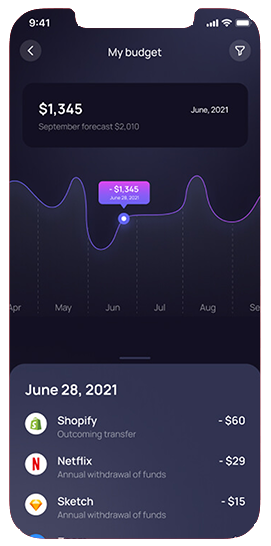 9:41
My budget
$1,345
June, 2021
September forecast $2,010
- $1,345
June 28, 2021
Apr May Jun Jul Aug Se
June 28, 2021
Shopify - $60
Outcoming transfer
Netflix - $29
Annual withdrawal of funds
Sketch - $15
Annual withdrawal of funds